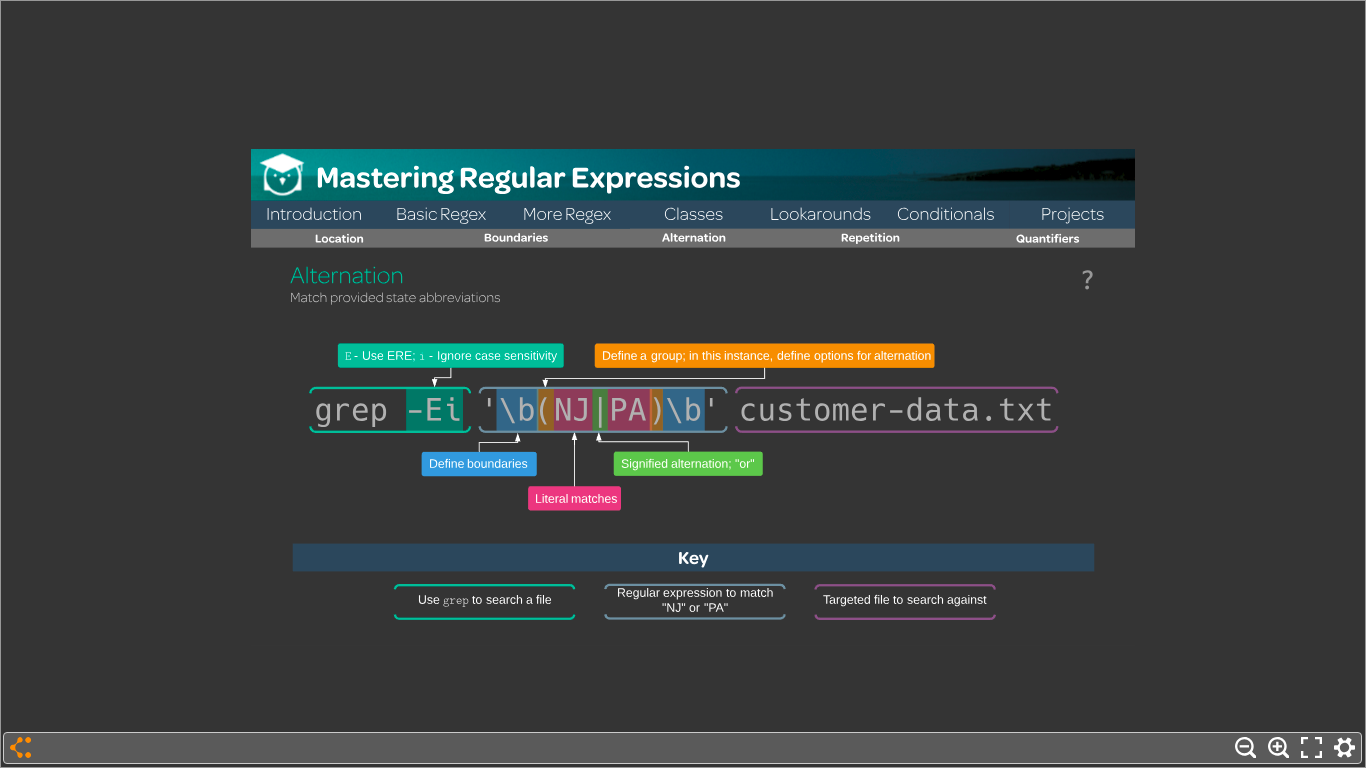 Mastering Regular Expressions
Introduction Basic Regex More Regex Classes Lookarounds Conditionals Projects
Location Boundaries Alternation Repetition Quantifiers
Alternation
?
Match provided state abbreviations
E - Use ERE; i - Ignore case sensitivity
Define a group; in this instance, define options for alternation
grep -Ei '\b(NJ|PA)\b' customer-data.txt
Define boundaries
Signified alternation; "or"
Literal matches
Key
Use grep to search a file
Regular expression to match
"NJ" or "PA"
Targeted file to search against